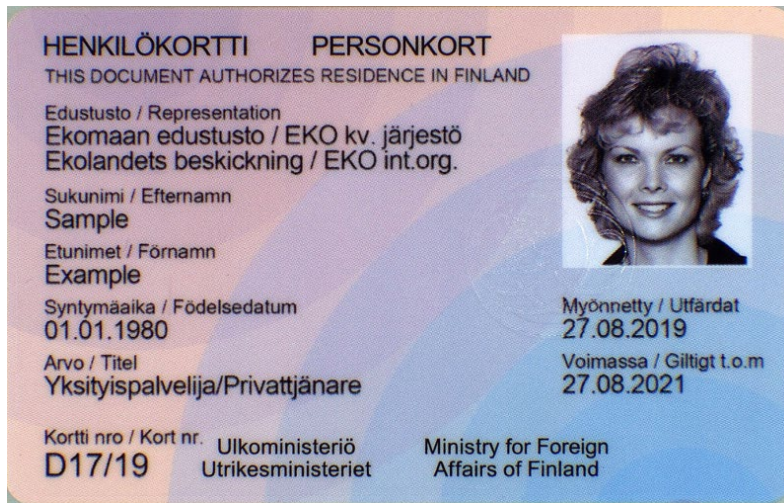 HENKILÖKORTTI PERSONKORT
THIS DOCUMENT AUTHORIZES RESIDENCE IN FINLAND
Edustusto / Representation
Ekomaan edustusto / EKO kv. järjestö
Ekolandets beskickning / EKO int.org.
Sukunimi / Efternamn
Sample
Etunimet / Förnamn
Example
Syntymäaika / Födelsedatum
01.01.1980
Myönnetty / Utfärdat
27.08.2019
Arvo / Titel
Yksityispalvelija/Privattjänare
Voimassa / Giltigt t.o.m
27.08.2021
Kortti nro / Kort nr.
D17/19
Ulkoministeriö
Utrikesministeriet
Ministry for Foreign
Affairs of Finland